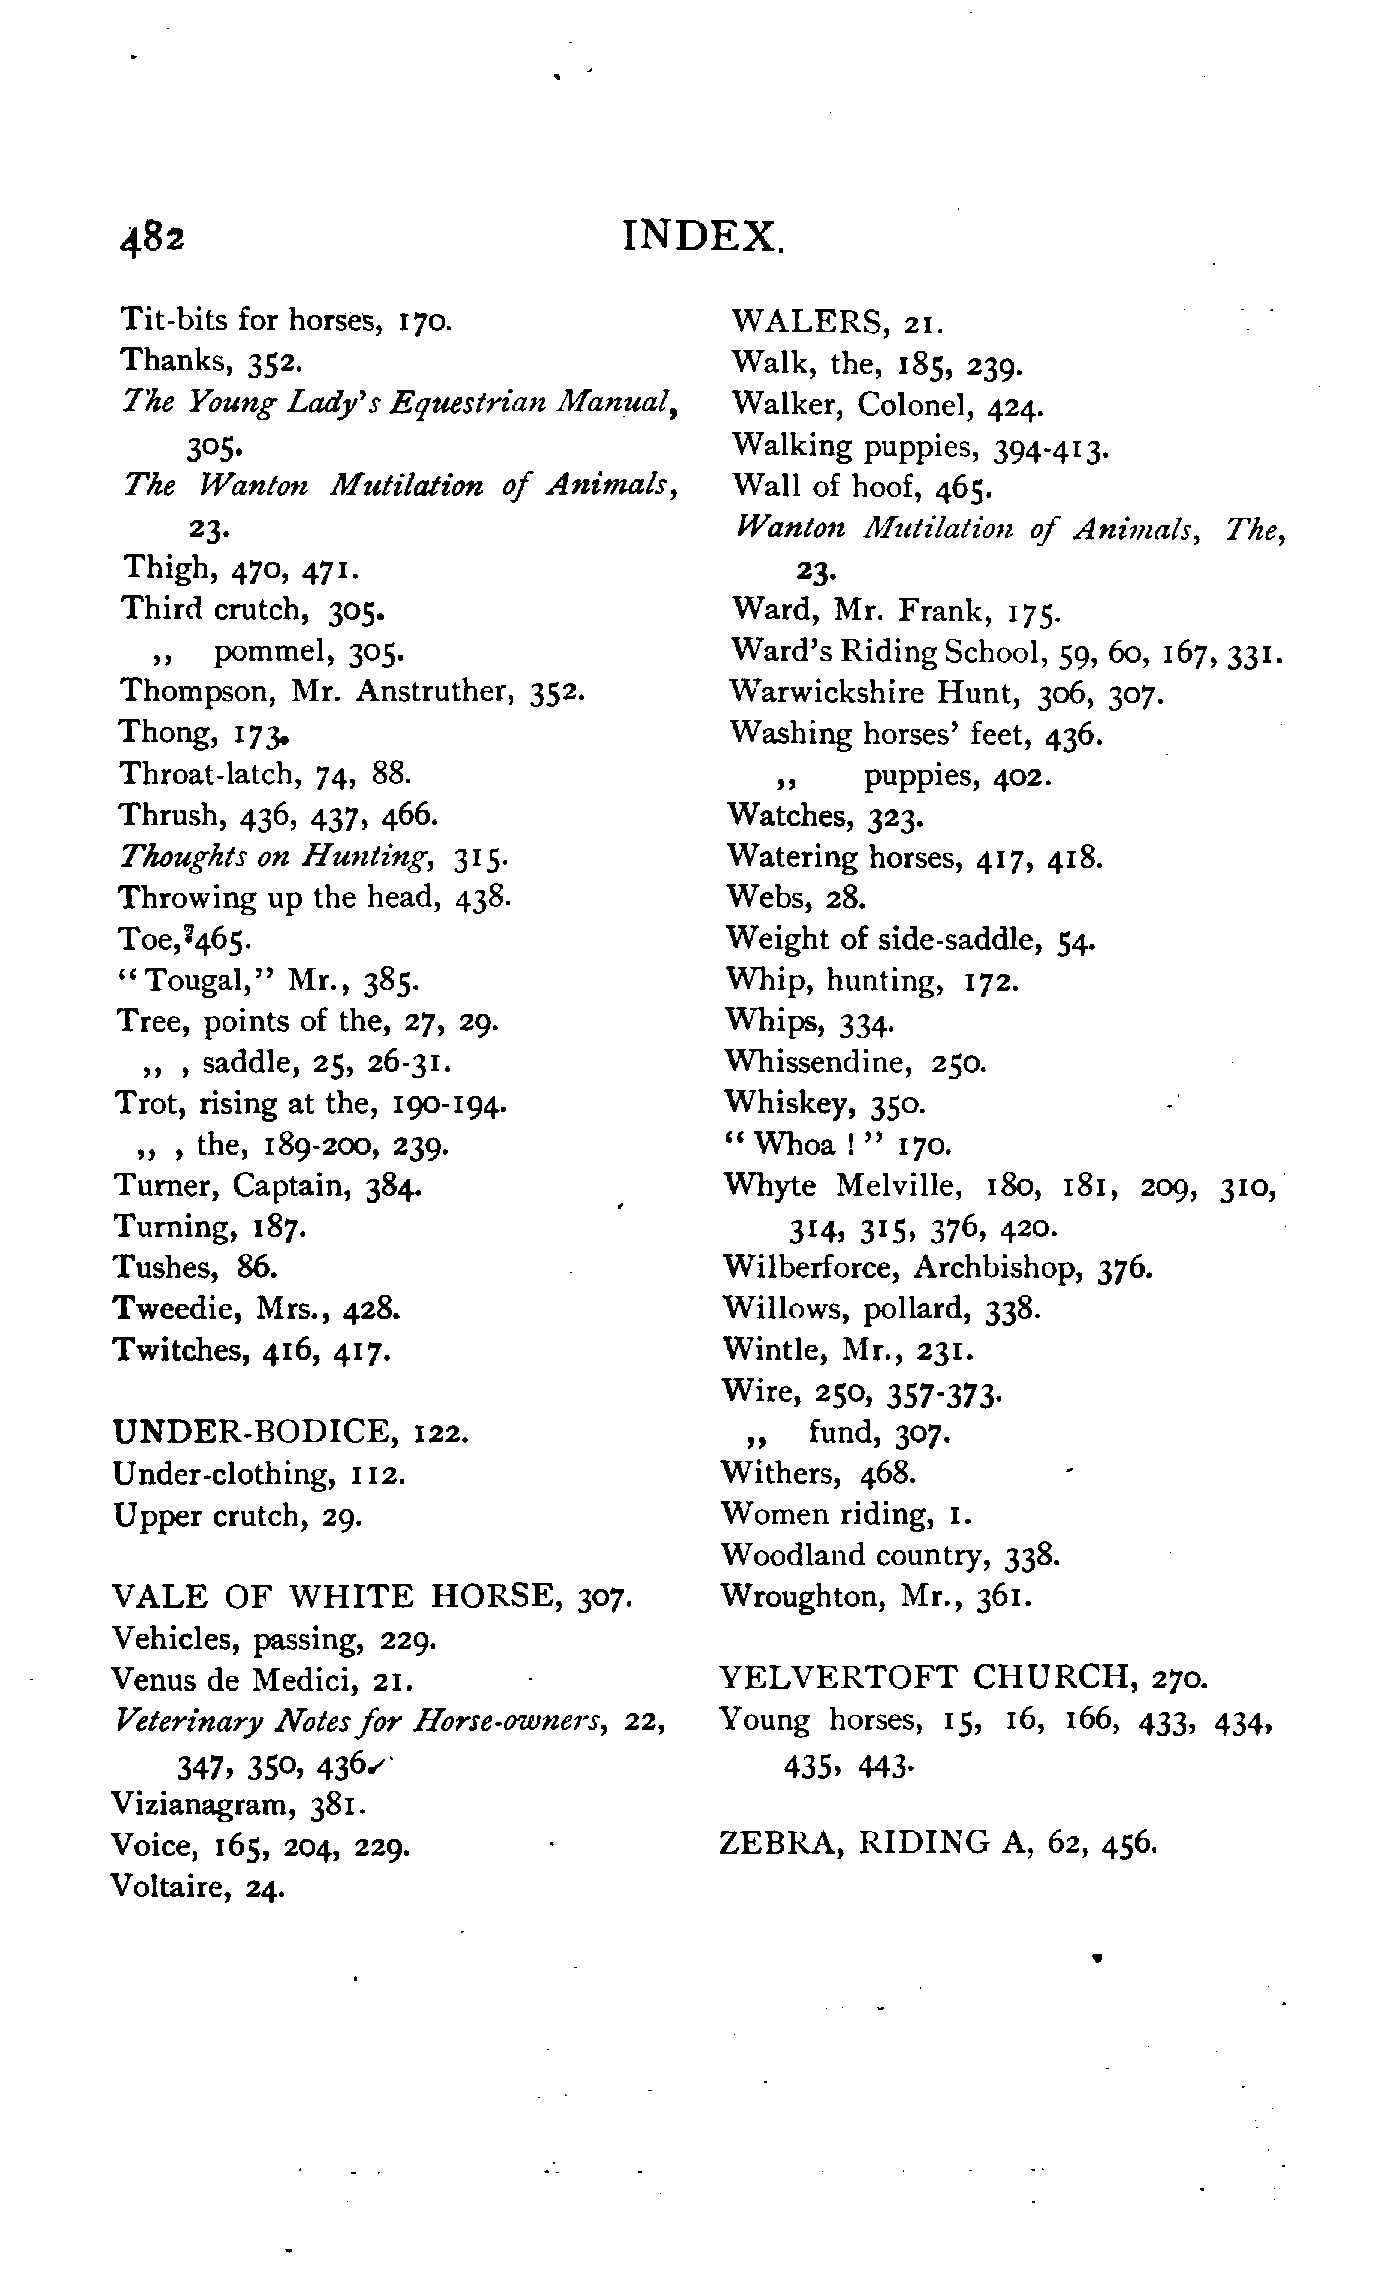 482 INDEX.
Tit-bits for horses, 170.
Thanks, 352.
The Young Lady's Equestrian Manual,
305.
The Wanton Mutilation of Animals,
23.
Thigh, 470, 471.
Third crutch, 305.
,, pommel, 305.
Thompson, Mr. Anstruther, 352.
Thong, 173.
Throat-latch, 74, 88.
Thrush, 436, 437, 466.
Thoughts on Hunting, 315.
Throwing up the head, 438.
Toe, 465.
"Tougal," Mr., 385.
Tree, points of the, 27, 29.
,, , saddle, 25, 26-31.
Trot, rising at the, 190-194.
,, , the, 189-200, 239.
Turner, Captain, 384.
Turning, 187.
Tushes, 86.
Tweedie, Mrs., 428.
Twitches, 416, 417.
UNDER-BODICE, 122.
Under-clothing, 112.
Upper crutch, 29.
VALE OF WHITE HORSE, 307.
Vehicles, passing, 229.
Venus de Medici, 21.
Veterinary Notes for Horse-owners, 22,
347, 350, 436.
Vizianagram, 381.
Voice, 165, 204, 229.
Voltaire, 24.
WALERS, 21.
Walk, the, 185, 239.
Walker, Colonel, 424.
Walking puppies, 394-413.
Wall of hoof, 465.
Wanton Mutilation of Animals, The,
23.
Ward, Mr. Frank, 175.
Ward's Riding School, 59, 60, 167, 331.
Warwickshire Hunt, 306, 307.
Washing horses' feet, 436.
,, puppies, 402.
Watches, 323.
Watering horses, 417, 418.
Webs, 28.
Weight of side-saddle, 54.
Whip, hunting, 172.
Whips, 334.
Whissendine, 250.
Whiskey, 350.
"Whoa!" 170.
Whyte Melville, 180, 181, 209, 310,
314, 315, 376, 420.
Wilberforce, Archbishop, 376.
Willows, pollard, 338.
Wintle, Mr., 231.
Wire, 250, 357-373.
,, fund, 307.
Withers, 468.
Women riding, 1.
Woodland country, 338.
Wroughton, Mr., 361.
YELVERTOFT CHURCH, 270.
Young horses, 15, 16, 166, 433, 434,
435, 443.
ZEBRA, RIDING A, 62, 456.